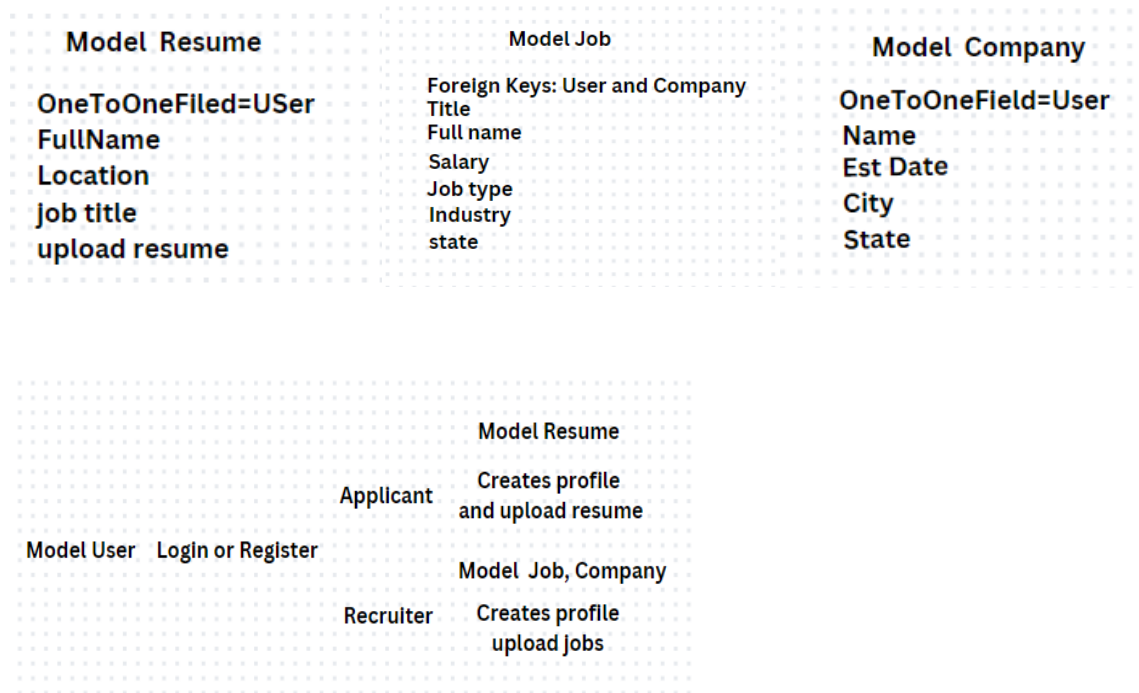 Model Resume
OneToOneFiled=USer
FullName
Location
job title
upload resume
Model Job
Foreign Keys: User and Company
Title
Full name
Salary
Job type
Industry
state
Model Company
OneToOneField=User
Name
Est Date
City
State
Model User
Login or Register
Applicant
Model Resume
Creates profile
and upload resume
Recruiter
Model Job, Company
Creates profile
upload jobs